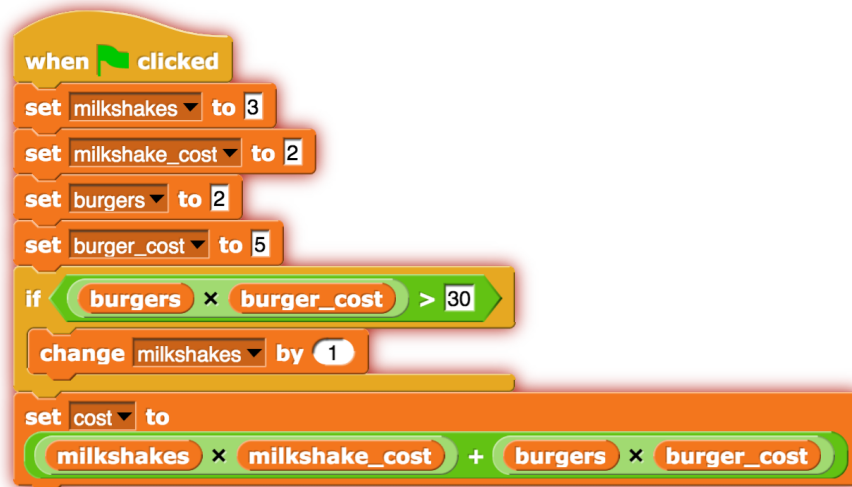 when clicked
set milkshakes to 3
set milkshake_cost to 2
set burgers to 2
set burger_cost to 5
if burgers × burger_cost > 30
change milkshakes by 1
set cost to
milkshakes × milkshake_cost + burgers × burger_cost